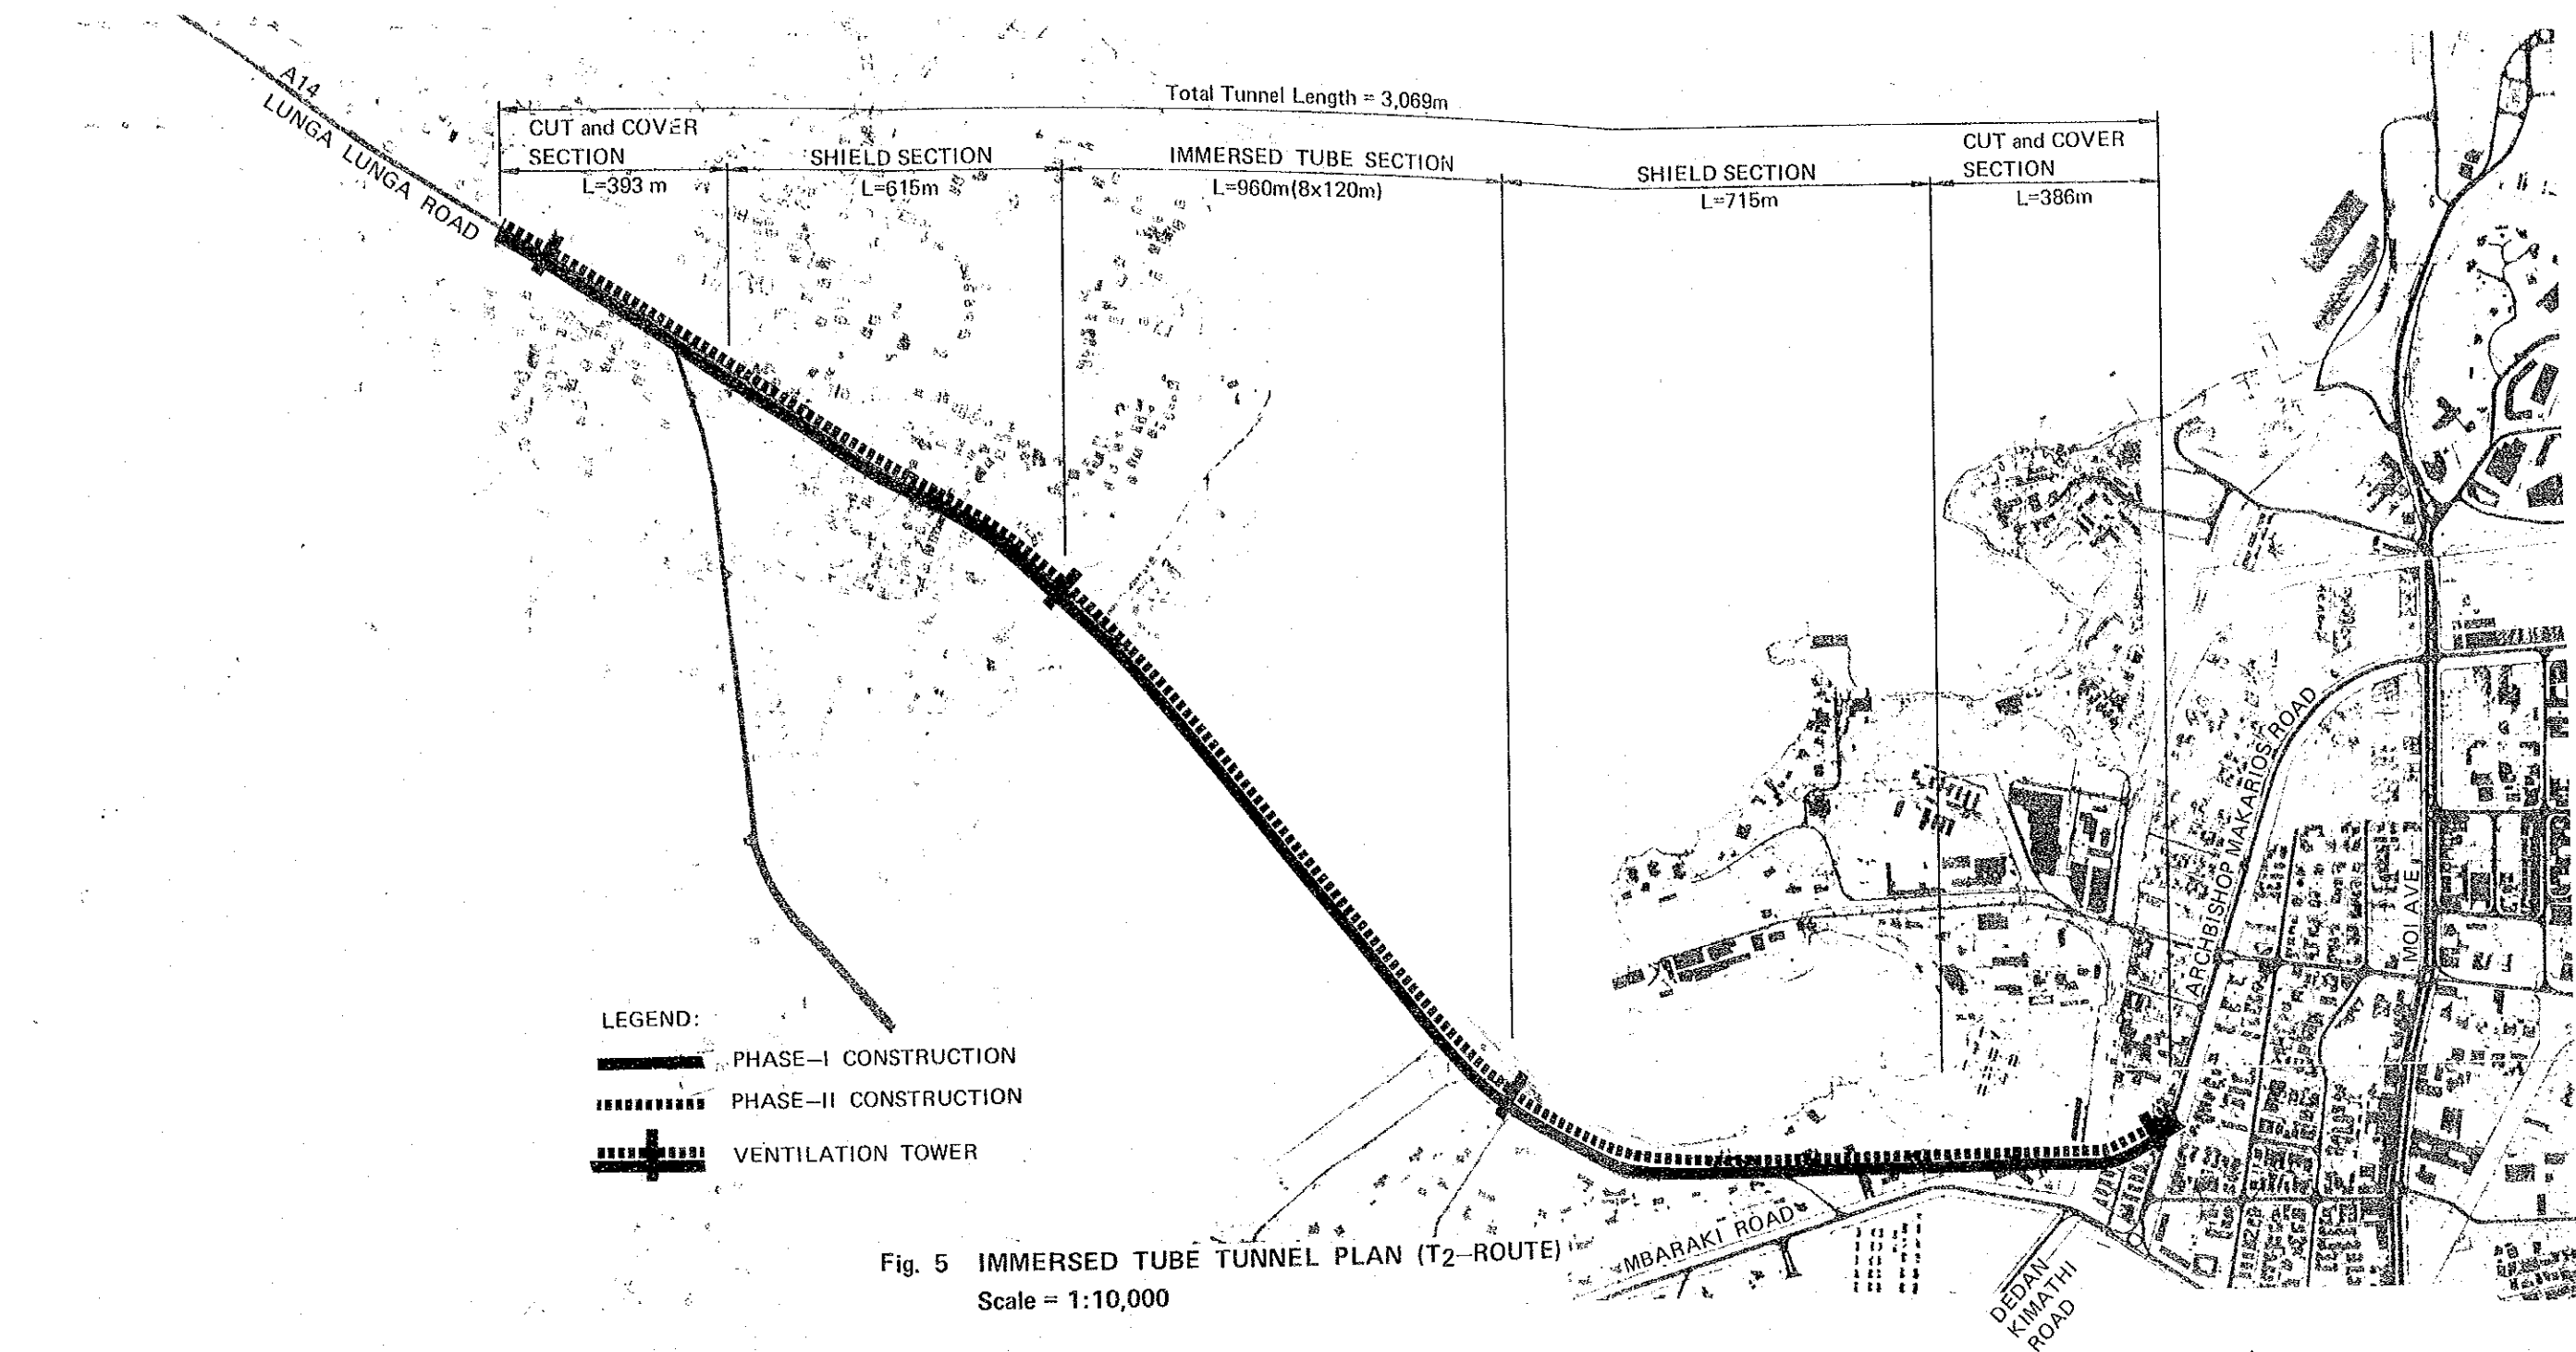 A14
LUNGA LUNGA ROAD
Total Tunnel Length = 3,069m
CUT and COVER
SECTION
L=393 m
SHIELD SECTION
L=615m
IMMERSED TUBE SECTION
L=960m(8x120m)
SHIELD SECTION
L=715m
CUT and COVER
SECTION
L=386m
ARCHBISHOP MAKARIOS ROAD
MOI AVE.
LEGEND:
PHASE-I CONSTRUCTION
PHASE-II CONSTRUCTION
VENTILATION TOWER
MBARAKI ROAD
DEDAN
KIMATHI
ROAD
Fig. 5 IMMERSED TUBE TUNNEL PLAN (T2-ROUTE)
Scale = 1:10,000